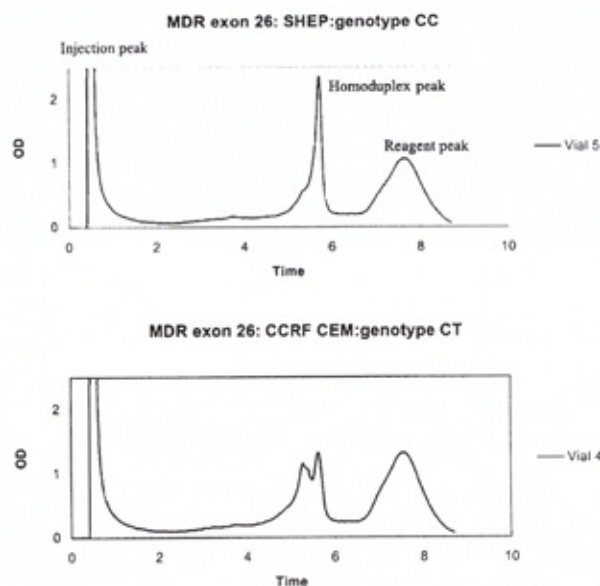 MDR exon 26: SHEP:genotype CC
Injection peak
2
Homoduplex peak
Reagent peak
OD
1
Vial 5
0
0 2 4 6 8 10
Time
MDR exon 26: CCRF CEM:genotype CT
2
OD
1
Vial 4
0
0 2 4 6 8 10
Time